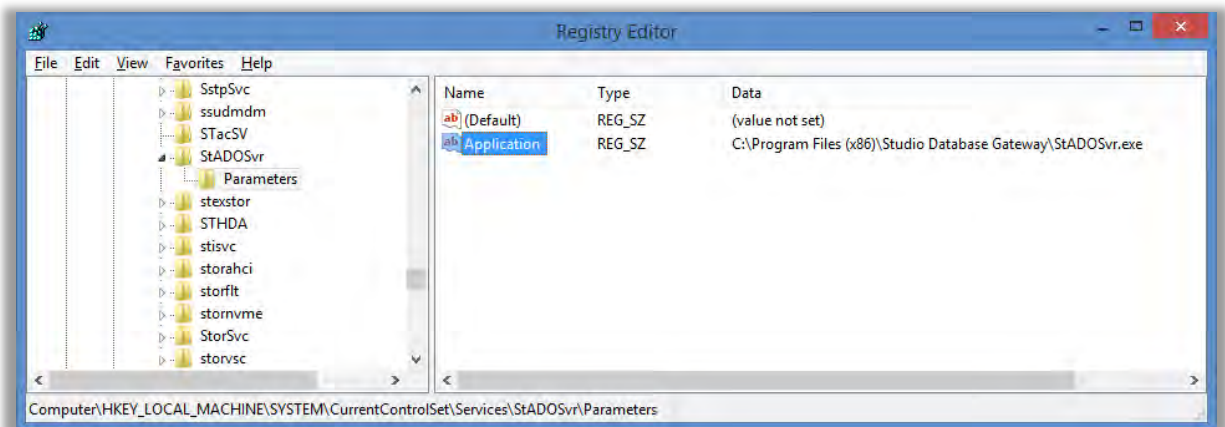 Registry Editor
File Edit View Favorites Help
SstpSvc
ssudmdm
STacSV
StADOSvr
Parameters
stexstor
STHDA
stisvc
storahci
storflt
stornvme
StorSvc
storvsc
Name Type Data
ab (Default) REG_SZ (value not set)
ab Application REG_SZ C:\Program Files (x86)\Studio Database Gateway\StADOSvr.exe
Computer\HKEY_LOCAL_MACHINE\SYSTEM\CurrentControlSet\Services\StADOSvr\Parameters